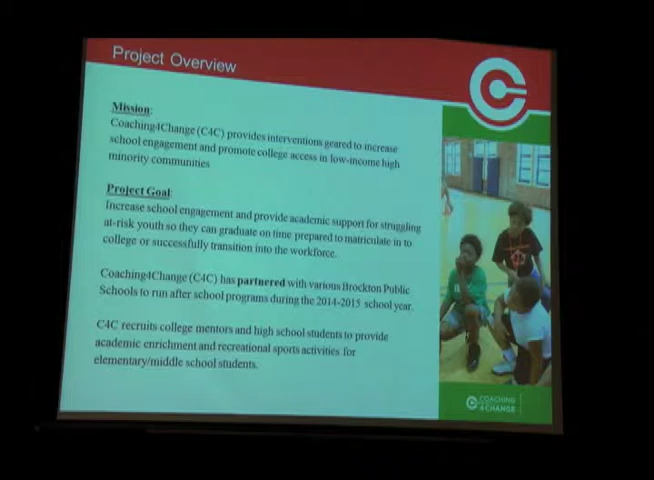 Project Overview
Mission:
Coaching4Change (C4C) provides interventions geared to increase
school engagement and promote college access in low-income high
minority communities
Project Goal:
Increase school engagement and provide academic support for struggling
at-risk youth so they can graduate on time prepared to matriculate in to
college or successfully transition into the workforce.
Coaching4Change (C4C) has partnered with various Brockton Public
Schools to run after school programs during the 2014-2015 school year.
C4C recruits college mentors and high school students to provide
academic enrichment and recreational sports activities for
elementary/middle school students.
COACHING
4CHANGE